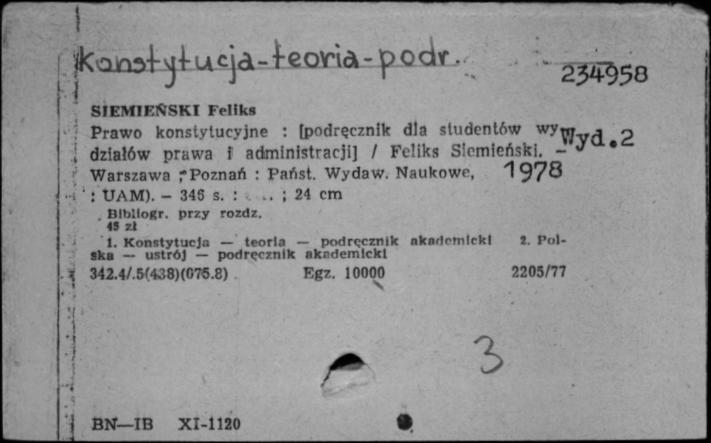 Konstytucja-teoria-podr.
234958
SIEMIEŃSKI Feliks
Prawo konstytucyjne : [podręcznik dla studentów wy-
działów prawa i administracji] / Feliks Siemieński. – Wyd.2
Warszawa ; Poznań : Państ. Wydaw. Naukowe, 1978
: UAM). – 346 s. : ; 24 cm
Bibliogr. przy rozdz.
45 zł
1. Konstytucja — teoria — podręcznik akademicki 2. Pol-
ska — ustrój — podręcznik akademicki
342.4/.5(438)(075.8) Egz. 10000 2205/77
3
BN—IB XI-1120